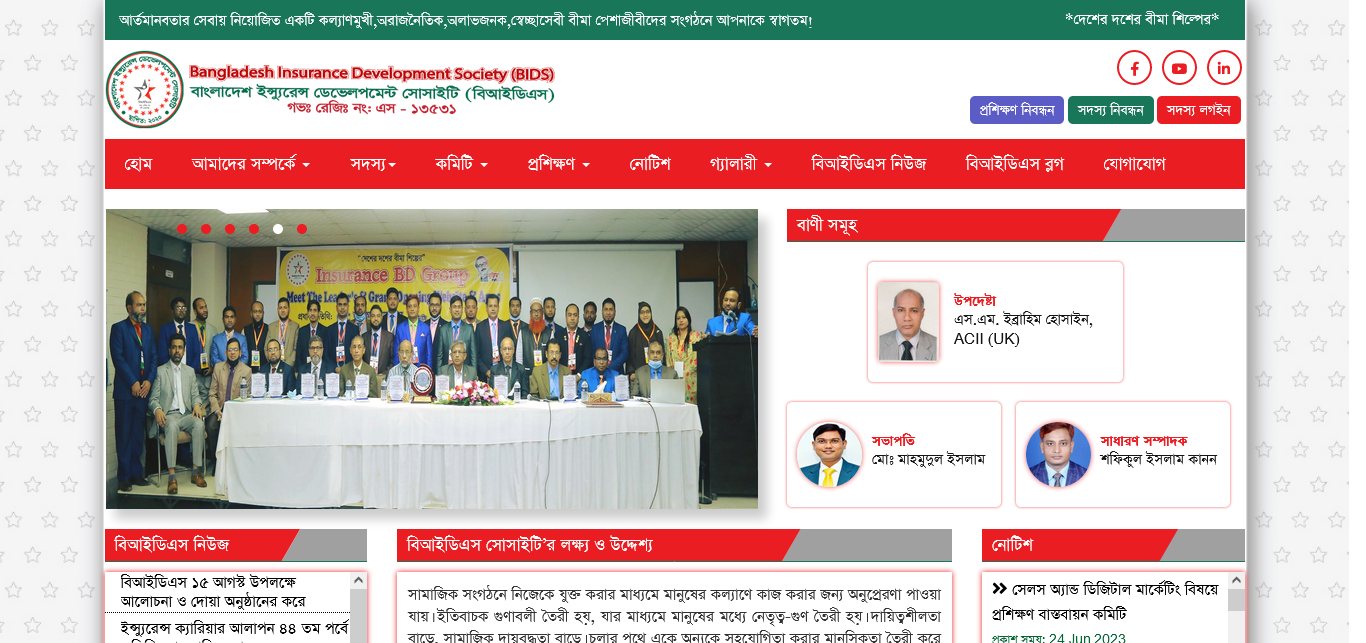 আর্তমানবতার সেবায় নিয়োজিত একটি কল্যাণমুখী,অরাজনৈতিক,অলাভজনক,স্বেচ্ছাসেবী বীমা পেশাজীবীদের সংগঠনে আপনাকে স্বাগতম!
*দেশের দশের বীমা শিল্পের*
Bangladesh Insurance Development Society (BIDS)
বাংলাদেশ ইন্স্যুরেন্স ডেভেলপমেন্ট সোসাইটি (বিআইডিএস)
গভঃ রেজিঃ নং: এস - ১৩৫৩১
প্রশিক্ষণ নিবন্ধন
সদস্য নিবন্ধন
সদস্য লগইন
হোম
আমাদের সম্পর্কে
সদস্য
কমিটি
প্রশিক্ষণ
নোটিশ
গ্যালারী
বিআইডিএস নিউজ
বিআইডিএস ব্লগ
যোগাযোগ
"দেশের দশের বীমা শিল্পে"
Insurance BD Group
Meet The Leader's & Grand Opening
বাণী সমূহ
উপদেষ্টা
এস.এম. ইব্রাহিম হোসাইন,
ACII (UK)
সভাপতি
মোঃ মাহমুদুল ইসলাম
সাধারণ সম্পাদক
শফিকুল ইসলাম কানন
বিআইডিএস নিউজ
বিআইডিএস সোসাইটি'র লক্ষ্য ও উদ্দেশ্য
নোটিশ
বিআইডিএস ১৫ আগস্ট উপলক্ষে
আলোচনা ও দোয়া অনুষ্ঠানের করে
ইন্স্যুরেন্স ক্যারিয়ার আলাপন ৪৪ তম পর্বে
সামাজিক সংগঠনে নিজেকে যুক্ত করার মাধ্যমে মানুষের কল্যাণে কাজ করার জন্য অনুপ্রেরণা পাওয়া
যায়।ইতিবাচক গুণাবলী তৈরী হয়, যার মাধ্যমে মানুষের মধ্যে নেতৃত্ব-গুণ তৈরী হয়।দায়িত্বশীলতা
বাড়ে, সামাজিক দায়বদ্ধতা বাড়ে।চলার পথে একে অন্যকে সহযোগিতা করার মানসিকতা তৈরী করে
সেলস অ্যান্ড ডিজিটাল মার্কেটিং বিষয়ে
প্রশিক্ষণ বাস্তবায়ন কমিটি
প্রকাশ সময়: 24 Jun 2023